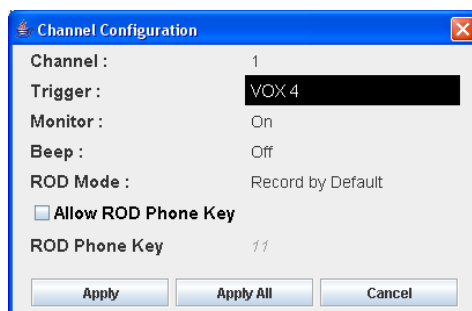 Channel Configuration
Channel : 1
Trigger : VOX 4
Monitor : On
Beep : Off
ROD Mode : Record by Default
Allow ROD Phone Key
ROD Phone Key 11
Apply Apply All Cancel